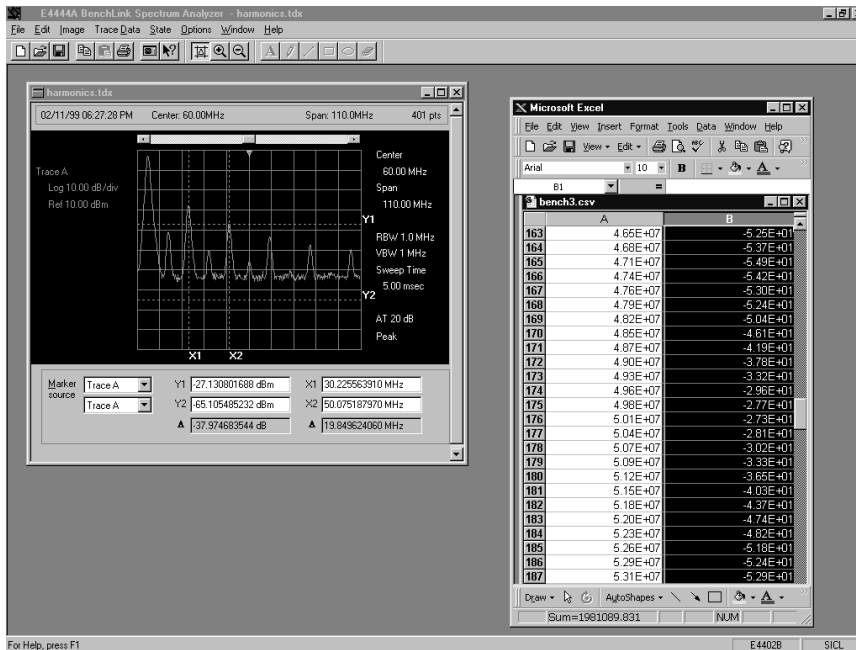 E4444A BenchLink Spectrum Analyzer - harmonics.tdx
File Edit Image Trace Data State Options Window Help
harmonics.tdx
02/11/99 06:27:28 PM Center: 60.00MHz Span: 110.0MHz 401 pts
Trace A
Log 10.00 dB/div
Ref 10.00 dBm
Center
60.00 MHz
Span
110.00 MHz
Y1
RBW 1.0 MHz
VBW 1 MHz
Sweep Time
5.00 msec
Y2
AT 20 dB
Peak
X1 X2
Marker source
Trace A Y1 -27.130801688 dBm X1 30.225563910 MHz
Trace A Y2 -65.105485232 dBm X2 50.075187970 MHz
Δ -37.974683544 dB Δ 19.849624060 MHz
Microsoft Excel
File Edit View Insert Format Tools Data Window Help
View Edit
Arial 10 B A
B1 =
bench3.csv
A B
163 4.65E+07 -5.25E+01
164 4.68E+07 -5.37E+01
165 4.71E+07 -5.49E+01
166 4.74E+07 -5.42E+01
167 4.76E+07 -5.30E+01
168 4.79E+07 -5.24E+01
169 4.82E+07 -5.04E+01
170 4.85E+07 -4.61E+01
171 4.87E+07 -4.19E+01
172 4.90E+07 -3.78E+01
173 4.93E+07 -3.32E+01
174 4.96E+07 -2.96E+01
175 4.98E+07 -2.77E+01
176 5.01E+07 -2.73E+01
177 5.04E+07 -2.81E+01
178 5.07E+07 -3.02E+01
179 5.09E+07 -3.33E+01
180 5.12E+07 -3.65E+01
181 5.15E+07 -4.03E+01
182 5.18E+07 -4.37E+01
183 5.20E+07 -4.74E+01
184 5.23E+07 -4.82E+01
185 5.26E+07 -5.18E+01
186 5.29E+07 -5.24E+01
187 5.31E+07 -5.29E+01
Draw AutoShapes A
Sum=1981089.831 NUM
For Help, press F1 E4402B SICL